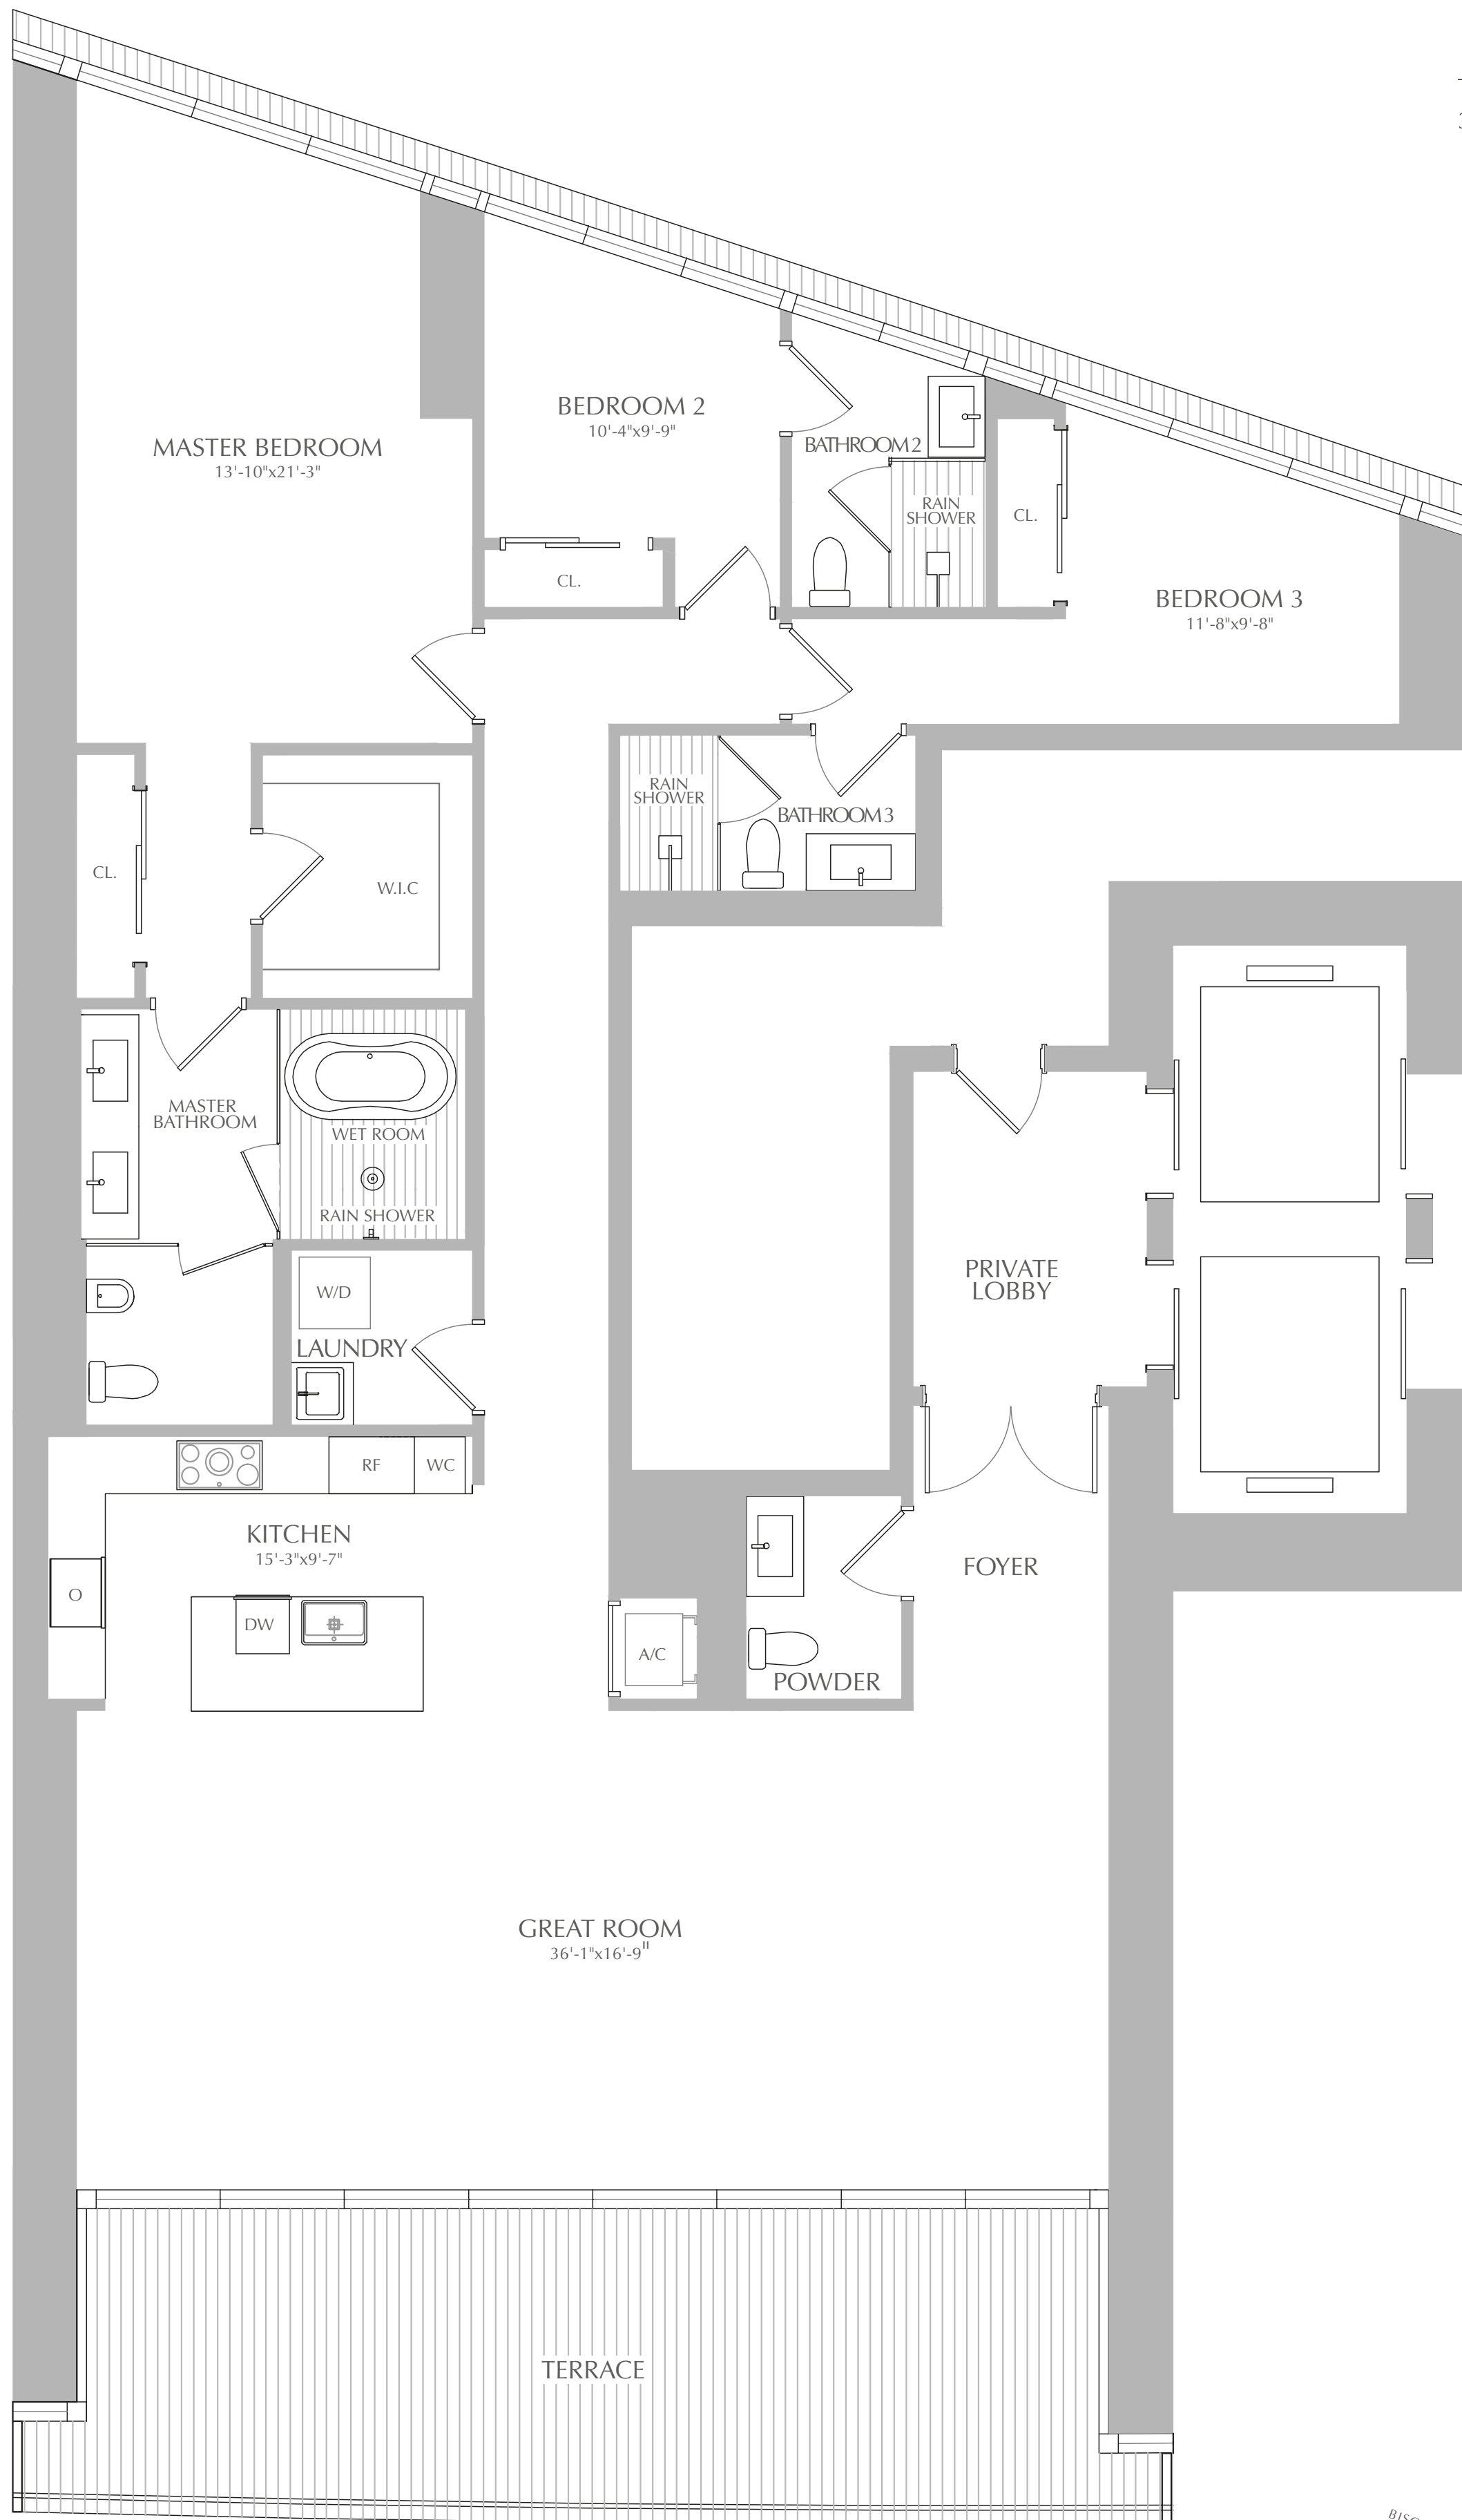 BEDROOM 2
10'-4"x9'-9"
MASTER BEDROOM
13'-10"x21'-3"
BATHROOM 2
RAIN
SHOWER
CL.
CL.
BEDROOM 3
11'-8"x9'-8"
RAIN
SHOWER
BATHROOM 3
CL.
W.I.C
MASTER
BATHROOM
WET ROOM
RAIN SHOWER
PRIVATE
LOBBY
W/D
LAUNDRY
RF
WC
KITCHEN
15'-3"x9'-7"
FOYER
O
DW
A/C
POWDER
GREAT ROOM
36'-1"x16'-9"
TERRACE